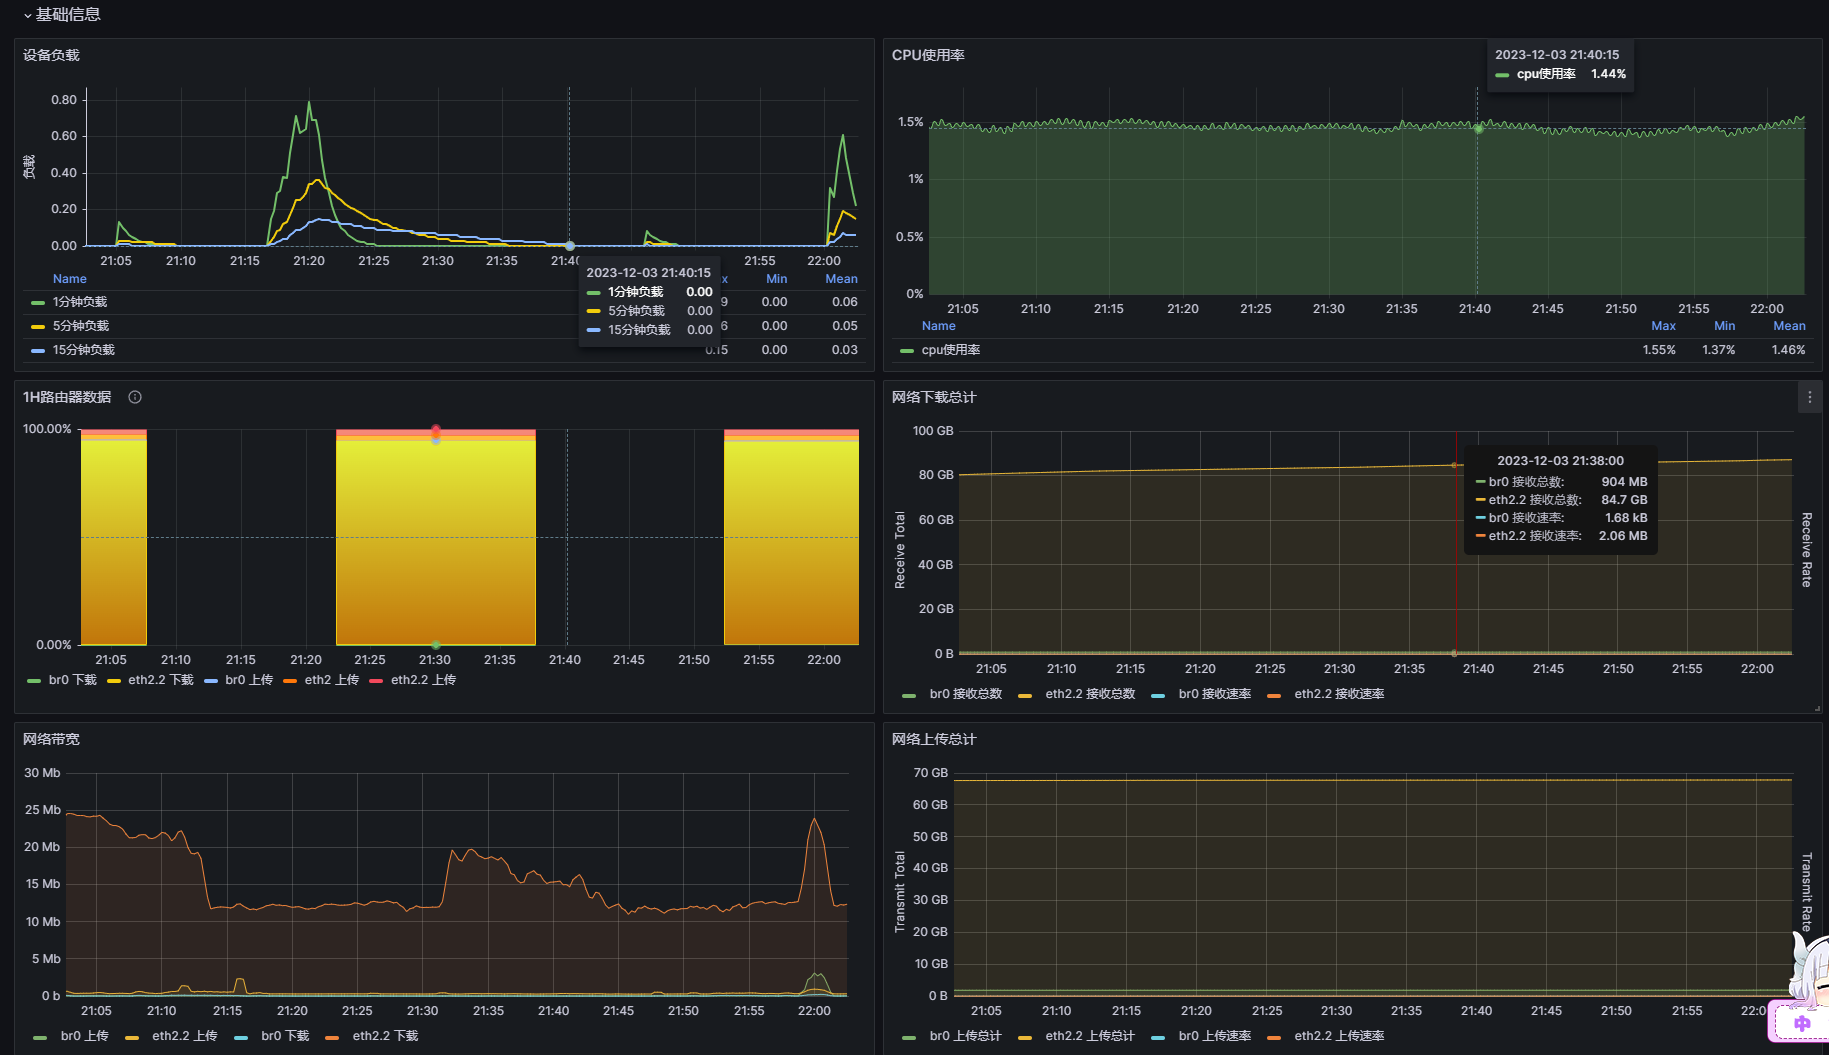 基础信息
设备负载
负载
0.80
0.60
0.40
0.20
0.00
21:05 21:10 21:15 21:20 21:25 21:30 21:35 21:40 21:55 22:00
2023-12-03 21:40:15
1分钟负载 0.00
5分钟负载 0.00
15分钟负载 0.00
Name x Min Mean
1分钟负载 9 0.00 0.06
5分钟负载 6 0.00 0.05
15分钟负载 0.15 0.00 0.03
CPU使用率
2023-12-03 21:40:15
cpu使用率 1.44%
1.5%
1%
0.5%
0%
21:05 21:10 21:15 21:20 21:25 21:30 21:35 21:40 21:45 21:50 21:55 22:00
Name Max Min Mean
cpu使用率 1.55% 1.37% 1.46%
1H路由器数据
100.00%
0.00%
21:05 21:10 21:15 21:20 21:25 21:30 21:35 21:40 21:45 21:50 21:55 22:00
br0 下载 eth2.2 下载 br0 上传 eth2 上传 eth2.2 上传
网络下载总计
Receive Total
100 GB
80 GB
60 GB
40 GB
20 GB
0 B
Receive Rate
2023-12-03 21:38:00
br0 接收总数: 904 MB
eth2.2 接收总数: 84.7 GB
br0 接收速率: 1.68 kB
eth2.2 接收速率: 2.06 MB
21:05 21:10 21:15 21:20 21:25 21:30 21:35 21:40 21:45 21:50 21:55 22:00
br0 接收总数 eth2.2 接收总数 br0 接收速率 eth2.2 接收速率
网络带宽
30 Mb
25 Mb
20 Mb
15 Mb
10 Mb
5 Mb
0 b
21:05 21:10 21:15 21:20 21:25 21:30 21:35 21:40 21:45 21:50 21:55 22:00
br0 上传 eth2.2 上传 br0 下载 eth2.2 下载
网络上传总计
Transmit Total
70 GB
60 GB
50 GB
40 GB
30 GB
20 GB
10 GB
0 B
Transmit Rate
21:05 21:10 21:15 21:20 21:25 21:30 21:35 21:40 21:45 21:50 21:55 22:0
br0 上传总计 eth2.2 上传总计 br0 上传速率 eth2.2 上传速率
中